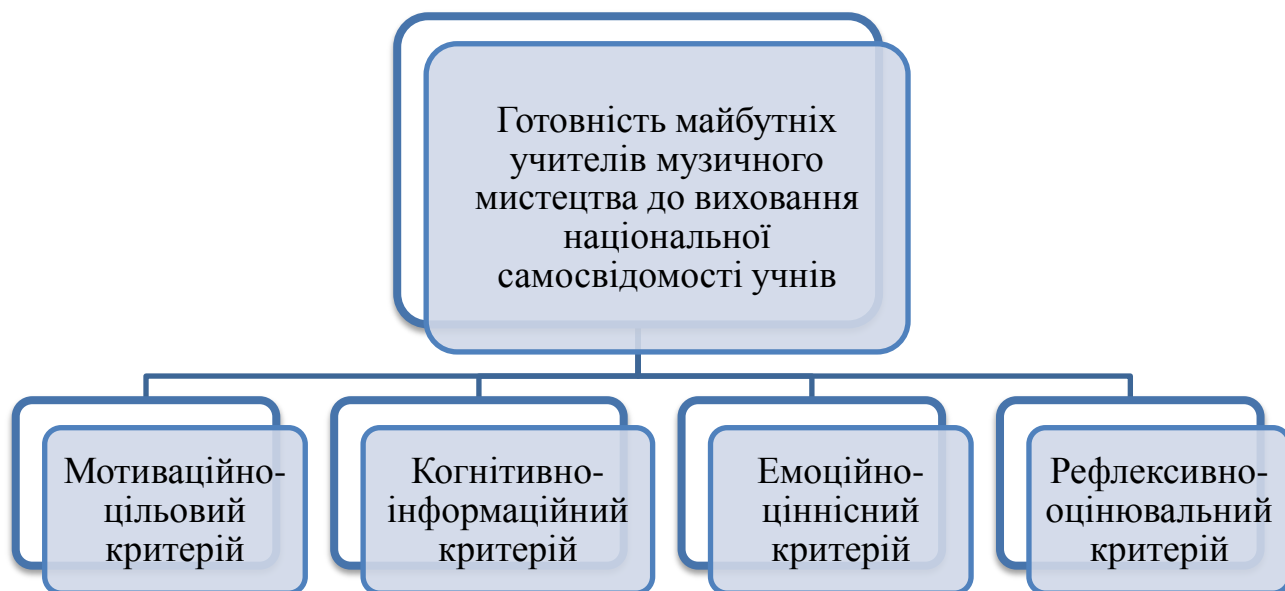 Готовність майбутніх
учителів музичного
мистецтва до виховання
національної
самосвідомості учнів
Мотиваційно-
цільовий
критерій
Когнітивно-
інформаційний
критерій
Емоційно-
ціннісний
критерій
Рефлексивно-
оцінювальний
критерій